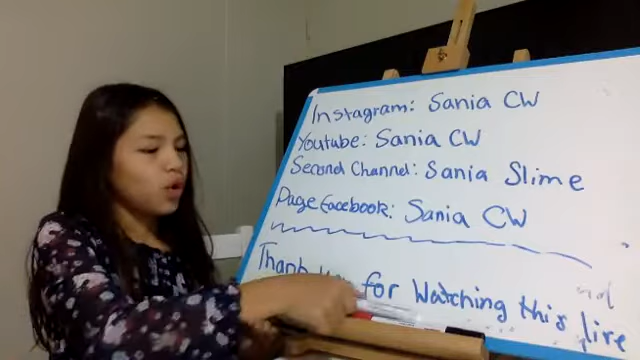 Instagram: Sania CW
Youtube: Sania CW
Second Channel: Sania Slime
Page Facebook: Sania CW
Thank You for Watching this live